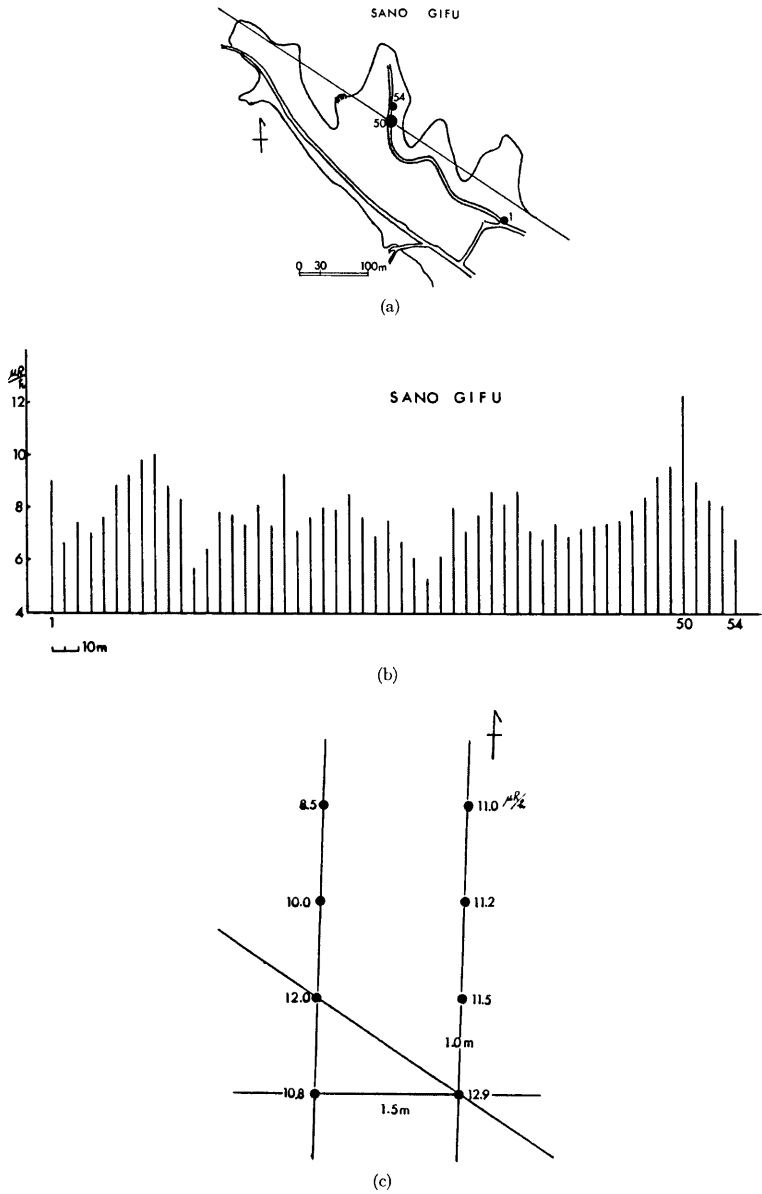 SANO GIFU
54
50
1
0 30 100m
(a)
μR/h
SANO GIFU
12
10
8
6
4
1 50 54
10m
(b)
8.5 11.0 μR/h
10.0 11.2
12.0 11.5
1.0m
10.8 12.9
1.5m
(c)